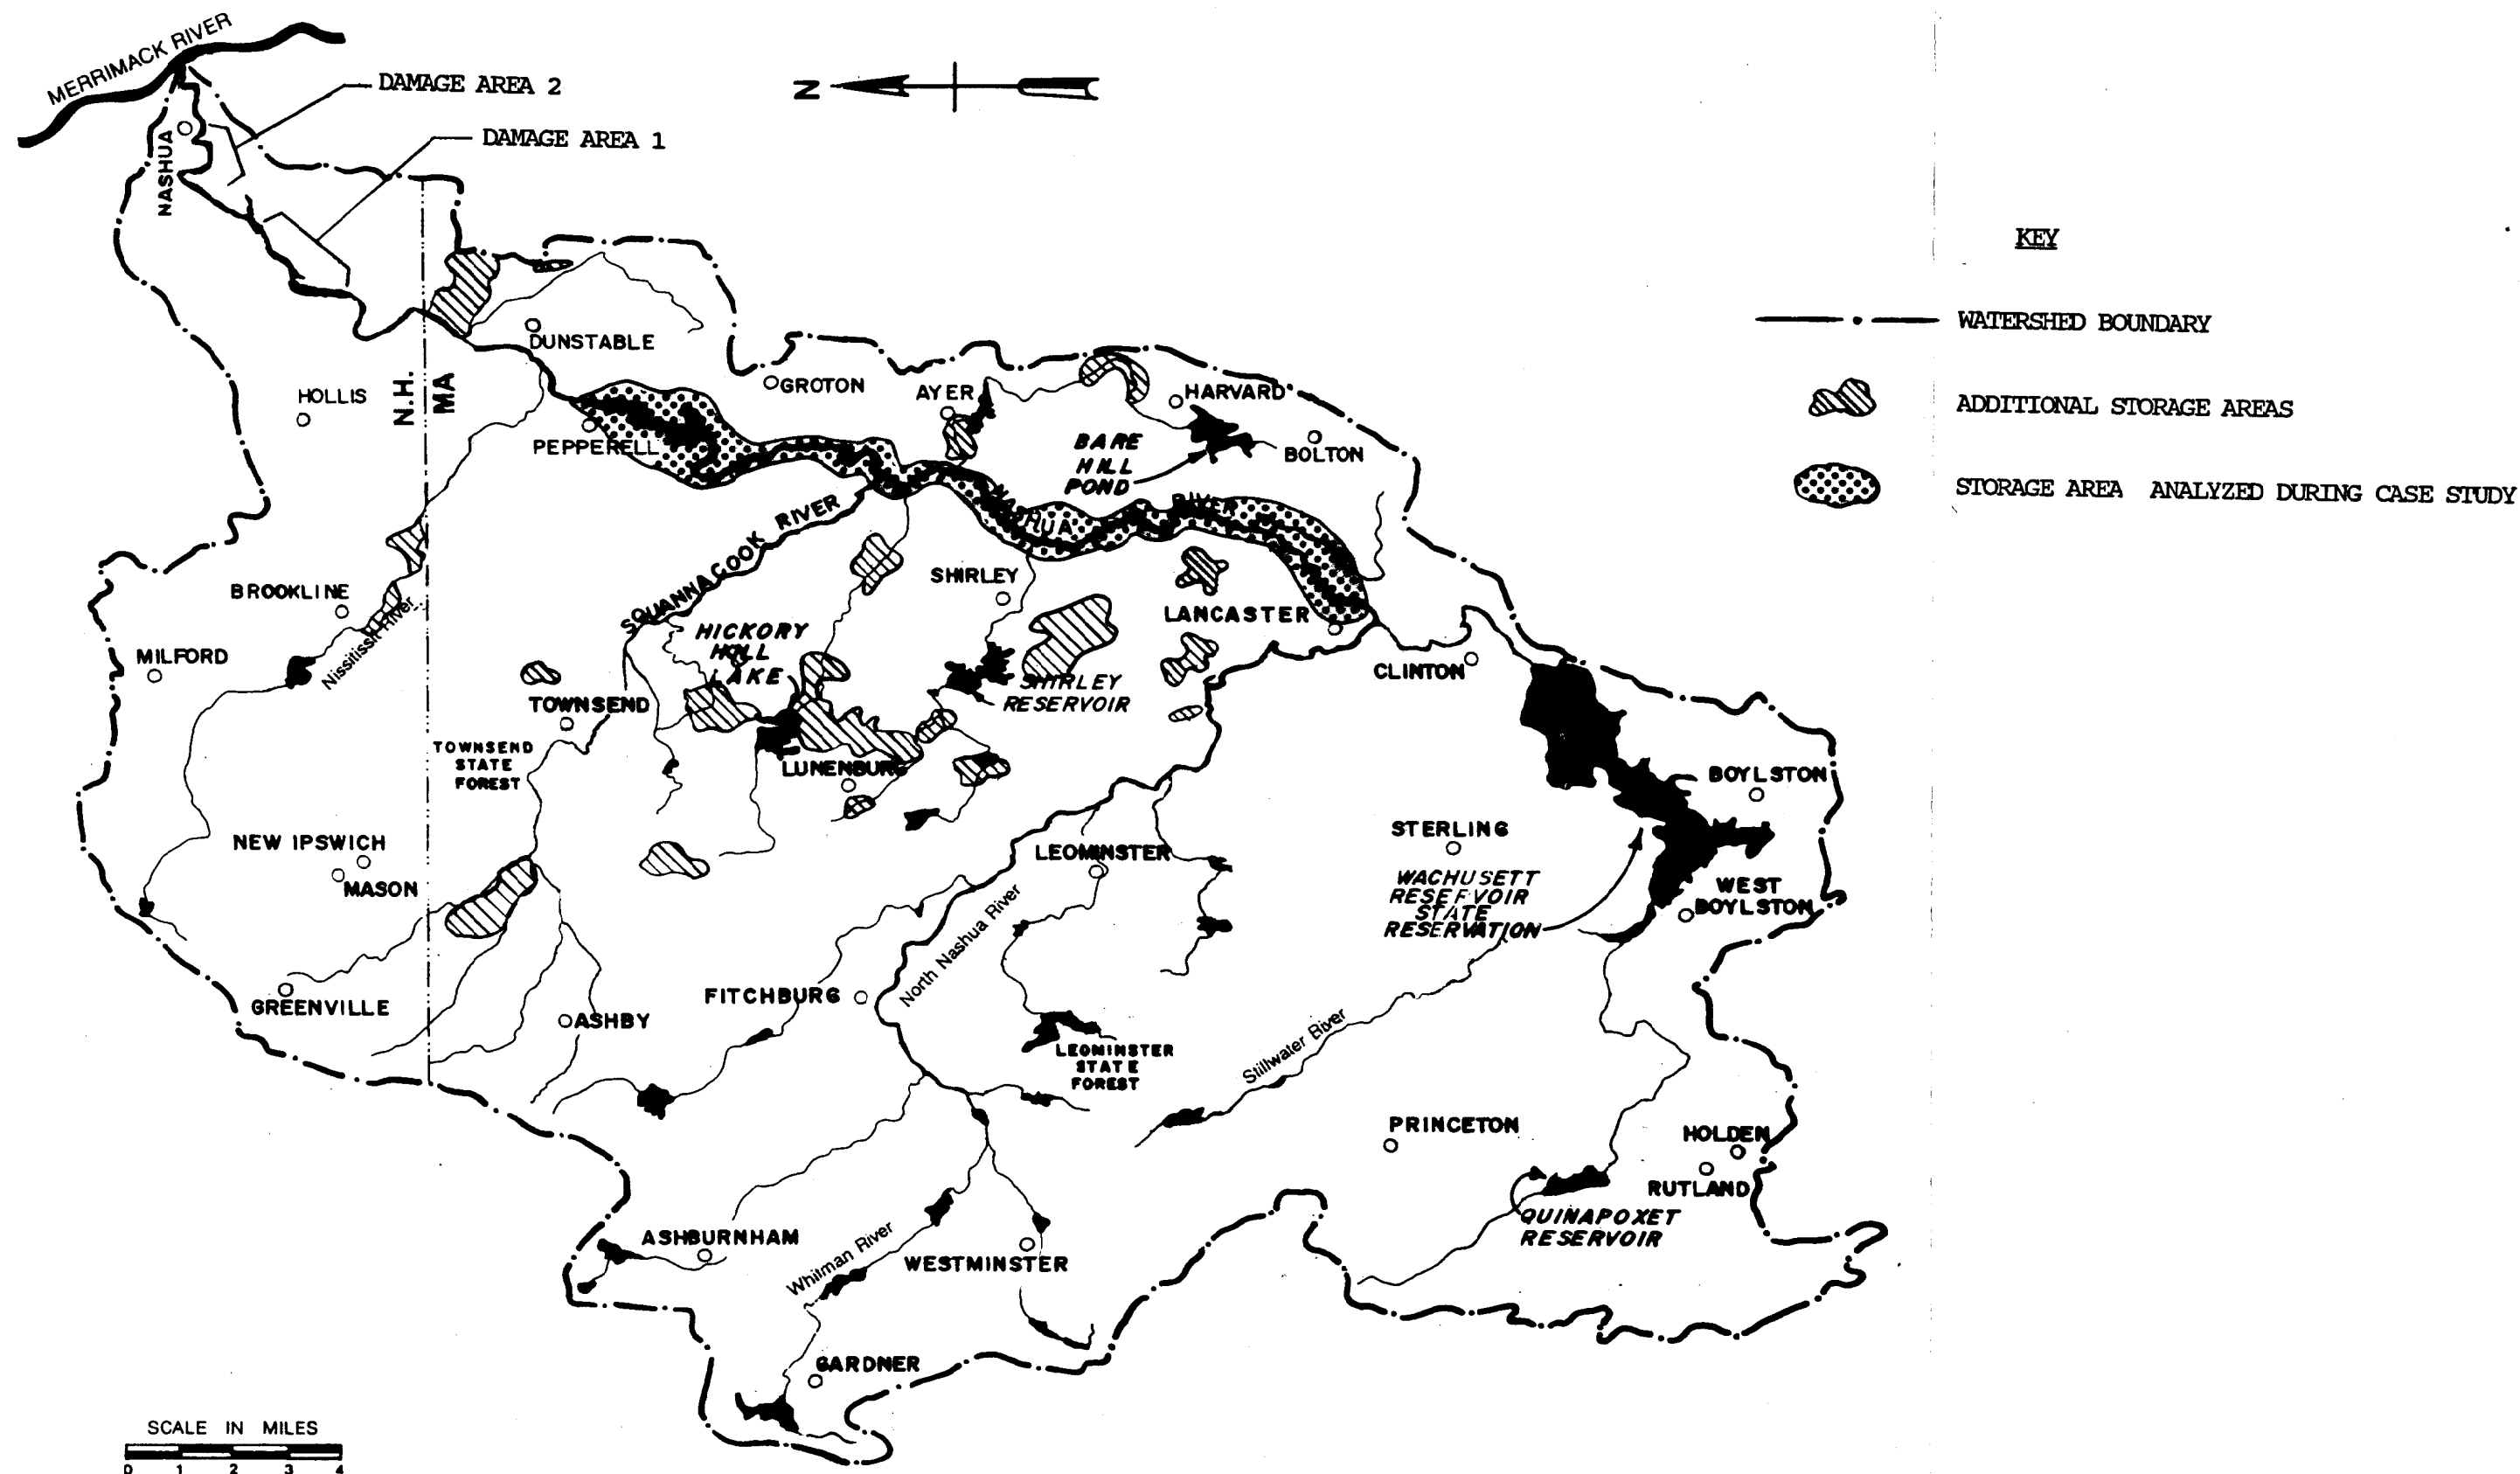 MERRIMACK RIVER
DAMAGE AREA 2
DAMAGE AREA 1
N
NASHUA
KEY
WATERSHED BOUNDARY
ADDITIONAL STORAGE AREAS
STORAGE AREA ANALYZED DURING CASE STUDY
DUNSTABLE
HOLLIS
N.H.
MA
GROTON
AYER
HARVARD
PEPPERELL
BARE
HILL
POND
BOLTON
NASHUA RIVER
SQUANNACOOK RIVER
BROOKLINE
Nissitissit River
MILFORD
SHIRLEY
LANCASTER
HICKORY
HILL
LAKE
CLINTON
SHIRLEY
RESERVOIR
TOWNSEND
TOWNSEND
STATE
FOREST
LUNENBURG
BOYLSTON
NEW IPSWICH
MASON
LEOMINSTER
STERLING
WACHUSETT
RESERVOIR
STATE
RESERVATION
WEST
BOYLSTON
North Nashua River
GREENVILLE
ASHBY
FITCHBURG
LEOMINSTER
STATE
FOREST
Stillwater River
PRINCETON
HOLDEN
RUTLAND
QUINAPOXET
RESERVOIR
ASHBURNHAM
Whitman River
WESTMINSTER
GARDNER
SCALE IN MILES
0 1 2 3 4